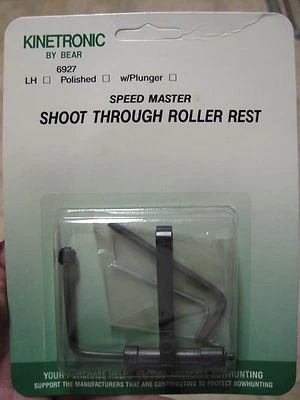 KINETRONIC
BY BEAR
6927
LH □ Polished □ w/Plunger □
SPEED MASTER
SHOOT THROUGH ROLLER REST
YOUR PURCHASE HELPS BOWHUNTING
SUPPORT THE MANUFACTURERS THAT ARE CONTRIBUTING TO PROTECT BOWHUNTING